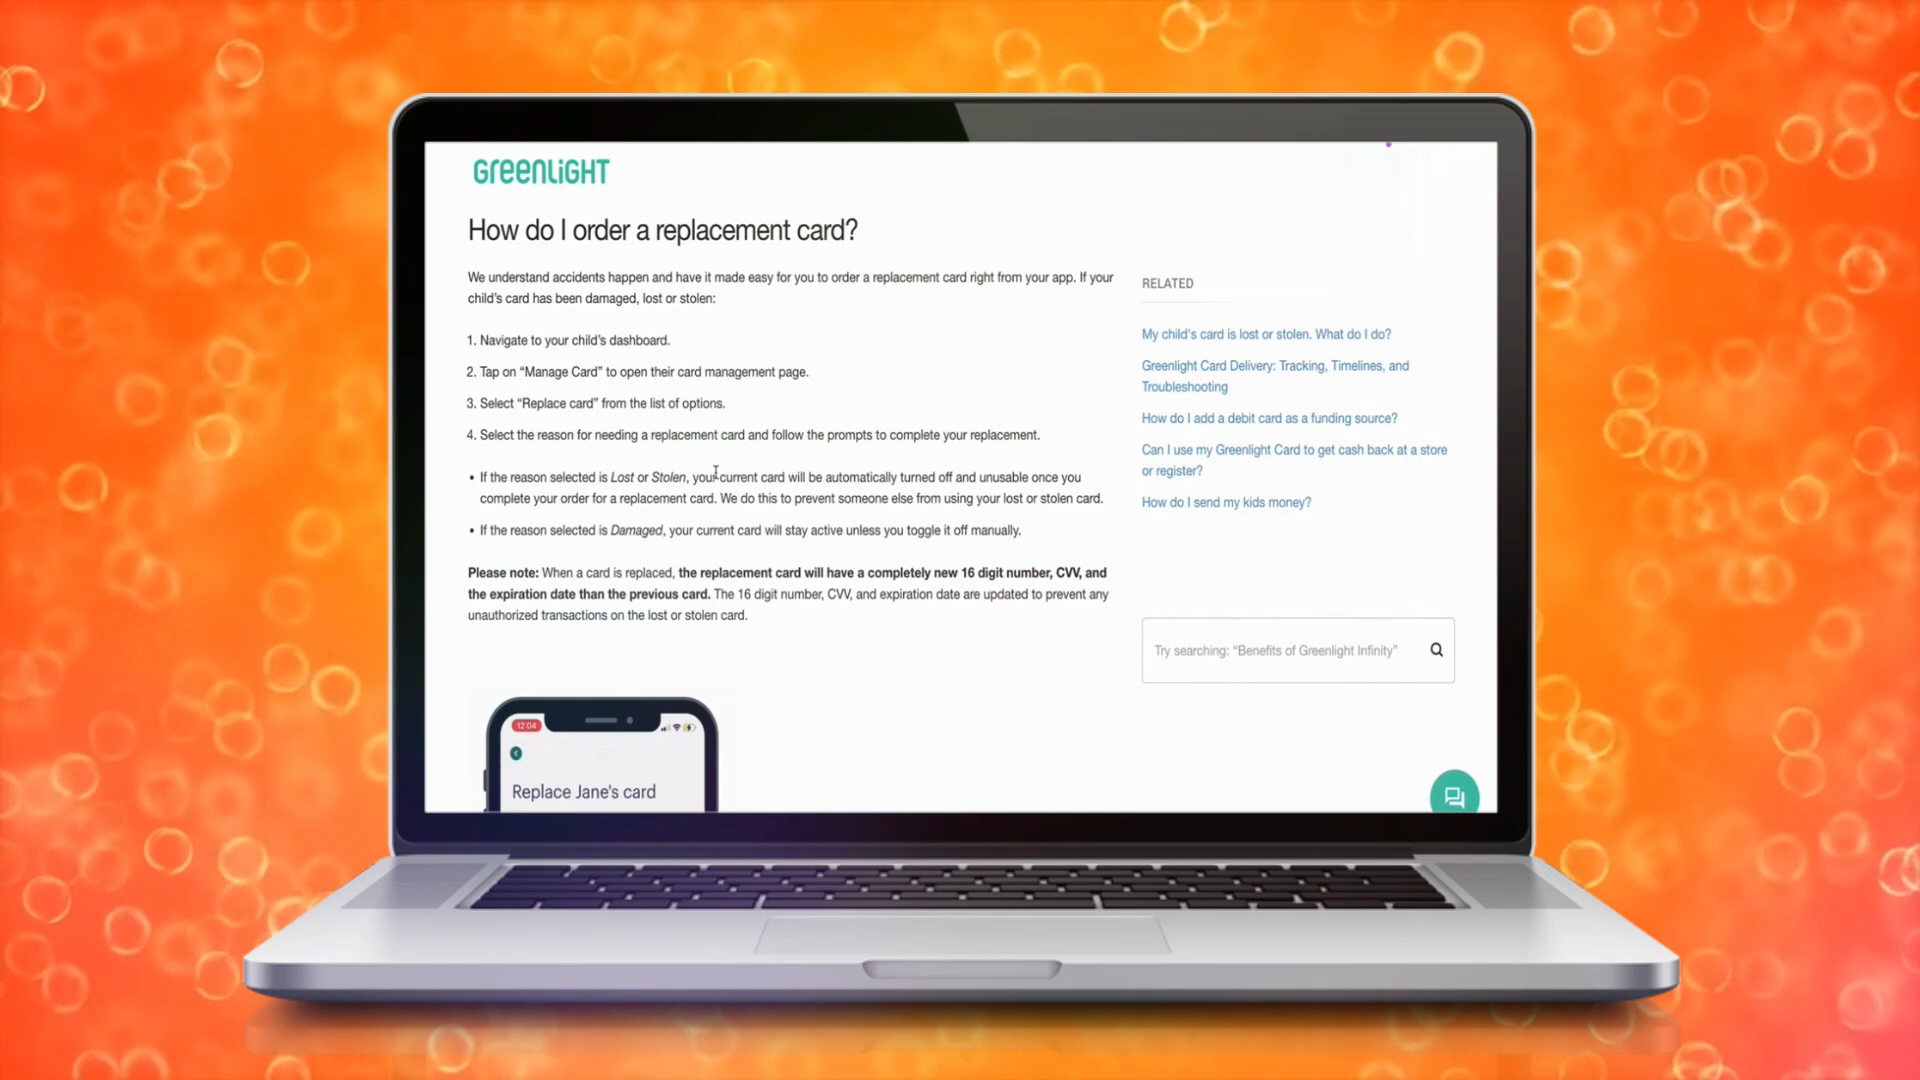 GreenLiGHT
How do I order a replacement card?
We understand accidents happen and have it made easy for you to order a replacement card right from your app. If your
child's card has been damaged, lost or stolen:
1. Navigate to your child's dashboard.
2. Tap on “Manage Card” to open their card management page.
3. Select “Replace card” from the list of options.
4. Select the reason for needing a replacement card and follow the prompts to complete your replacement.
• If the reason selected is Lost or Stolen, your current card will be automatically turned off and unusable once you
complete your order for a replacement card. We do this to prevent someone else from using your lost or stolen card.
• If the reason selected is Damaged, your current card will stay active unless you toggle it off manually.
Please note: When a card is replaced, the replacement card will have a completely new 16 digit number, CVV, and
the expiration date than the previous card. The 16 digit number, CVV, and expiration date are updated to prevent any
unauthorized transactions on the lost or stolen card.
12:04
Replace Jane's card
RELATED
My child's card is lost or stolen. What do I do?
Greenlight Card Delivery: Tracking, Timelines, and
Troubleshooting
How do I add a debit card as a funding source?
Can I use my Greenlight Card to get cash back at a store
or register?
How do I send my kids money?
Try searching: “Benefits of Greenlight Infinity”